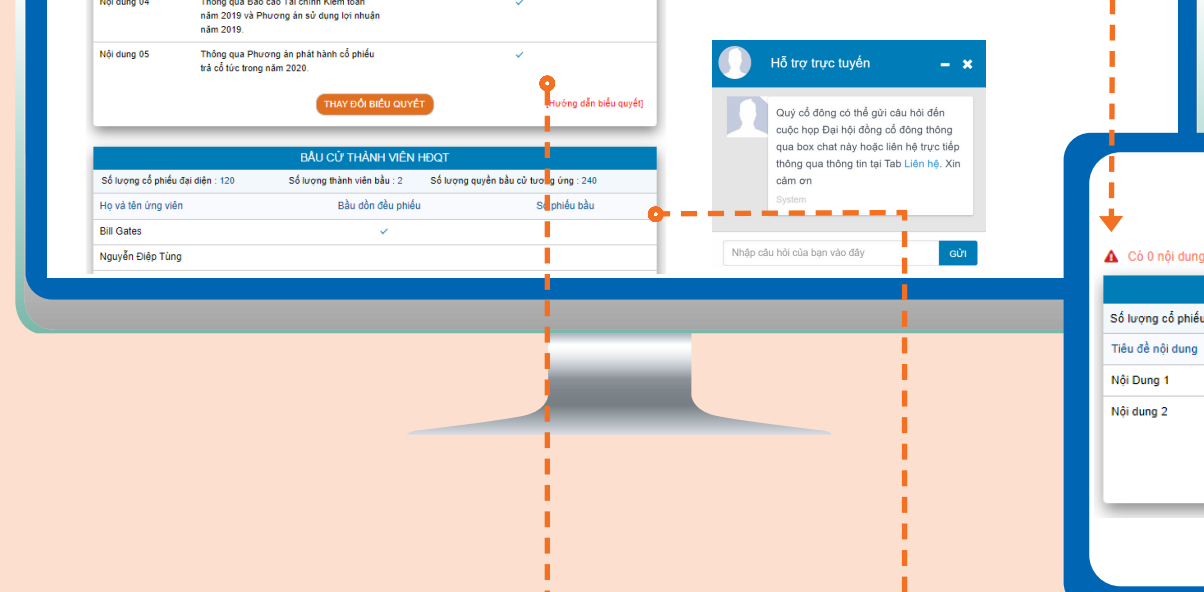 Nội dung 04
Thông qua Báo cáo Tài chính Kiểm toán
năm 2019 và Phương án sử dụng lợi nhuận
năm 2019.
Nội dung 05
Thông qua Phương án phát hành cổ phiếu
trả cổ tức trong năm 2020.
THAY ĐỔI BIỂU QUYẾT
[Hướng dẫn biểu quyết]
BẦU CỬ THÀNH VIÊN HĐQT
Số lượng cổ phiếu đại diện : 120 Số lượng thành viên bầu : 2 Số lượng quyền bầu cử tương ứng : 240
Họ và tên ứng viên Bầu dồn đều phiếu Số phiếu bầu
Bill Gates
Nguyễn Điệp Tùng
Hỗ trợ trực tuyến
Quý cổ đông có thể gửi câu hỏi đến
cuộc họp Đại hội đồng cổ đông thông
qua box chat này hoặc liên hệ trực tiếp
thông qua thông tin tại Tab Liên hệ. Xin
cảm ơn
System
Nhập câu hỏi của bạn vào đây
GỬI
Có 0 nội dung
Số lượng cổ phiếu
Tiêu đề nội dung
Nội Dung 1
Nội dung 2